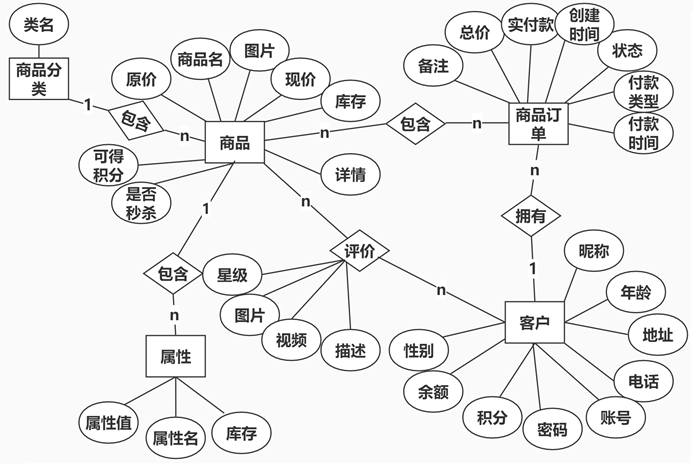 类名
商品分
类
1
包含
n
原价
商品名
图片
现价
库存
商品
可得
积分
是否
秒杀
详情
n
包含
n
备注
总价
实付款
创建
时间
状态
付款
类型
付款
时间
商品订
单
n
拥有
1
1
包含
n
属性
属性值
属性名
库存
n
评价
n
星级
图片
视频
描述
客户
昵称
年龄
地址
电话
账号
密码
积分
余额
性别